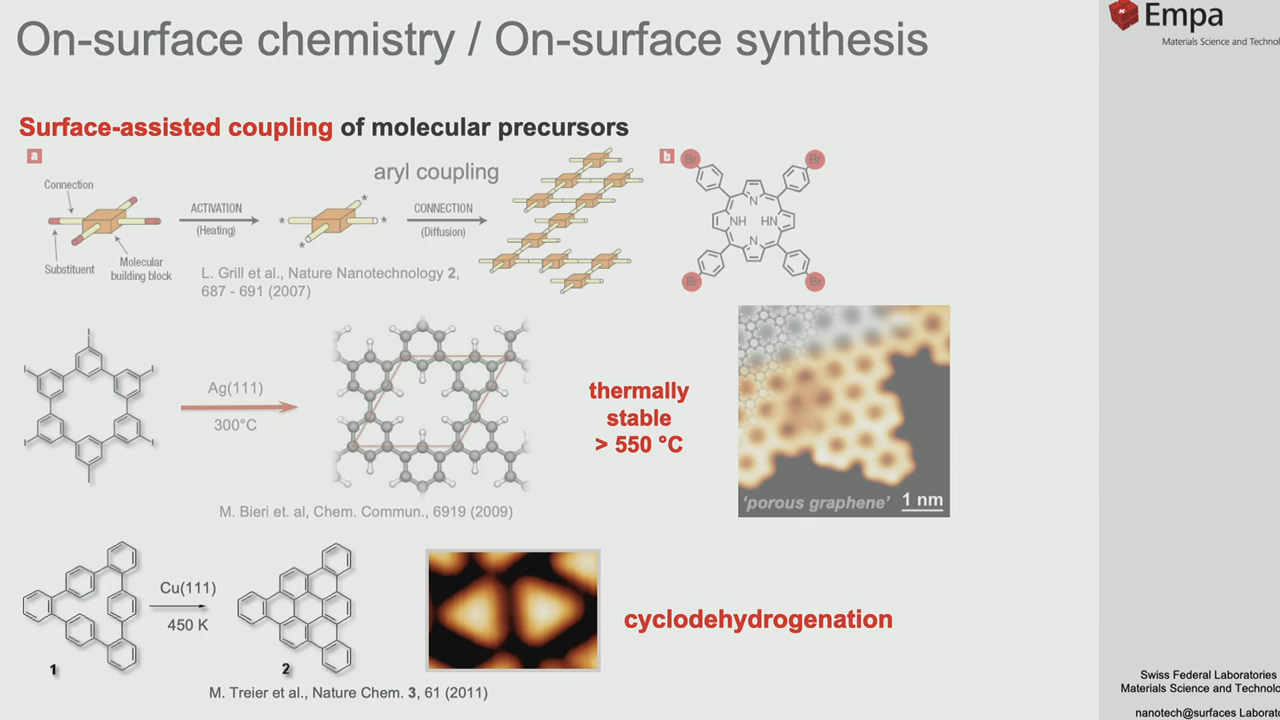 On-surface chemistry / On-surface synthesis
Empa
Materials Science and Technolo
Surface-assisted coupling of molecular precursors
a
aryl coupling
b
Br
Br
Connection
ACTIVATION
(Heating)
CONNECTION
(Diffusion)
*
*
*
*
N
NH
HN
N
Substituent
Molecular
building block
L. Grill et al., Nature Nanotechnology 2,
687 - 691 (2007)
Br
Br
I
I
I
I
I
I
Ag(111)
300°C
thermally
stable
> 550 °C
'porous graphene'
1 nm
M. Bieri et. al, Chem. Commun., 6919 (2009)
Cu(111)
450 K
cyclodehydrogenation
1
2
M. Treier et al., Nature Chem. 3, 61 (2011)
Swiss Federal Laboratories
Materials Science and Technolo
nanotech@surfaces Laborato